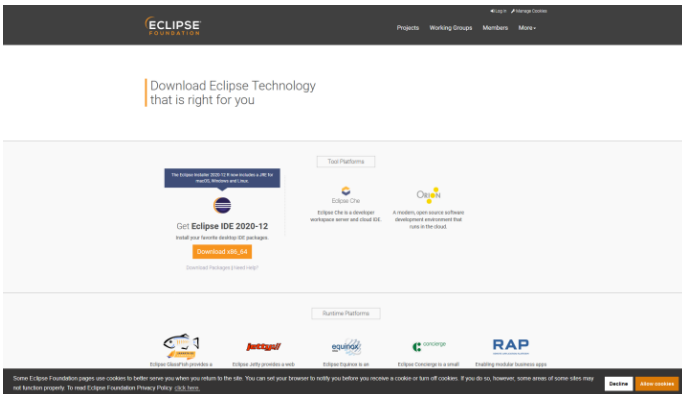 Log in Manage Cookies
ECLIPSE
FOUNDATION
Projects Working Groups Members More
Download Eclipse Technology
that is right for you
Tool Platforms
The Eclipse Installer 2020-12 R now includes a JRE for
macOS, Windows and Linux.
Get Eclipse IDE 2020-12
Install your favorite desktop IDE packages.
Download x86_64
Download Packages | Need Help?
Eclipse Che
Eclipse Che is a developer
workspace server and cloud IDE.
Orion
A modern, open source software
development environment that
runs in the cloud.
Runtime Platforms
jetty://
equinox
concierge
RAP
Eclipse GlassFish provides a
Eclipse Jetty provides a web
Eclipse Equinox is an
Eclipse Concierge is a small
Enabling modular business apps
Some Eclipse Foundation pages use cookies to better serve you when you return to the site. You can set your browser to notify you before you receive a cookie or turn off cookies. If you do so, however, some areas of some sites may
not function properly. To read Eclipse Foundation Privacy Policy click here.
Decline
Allow cookies